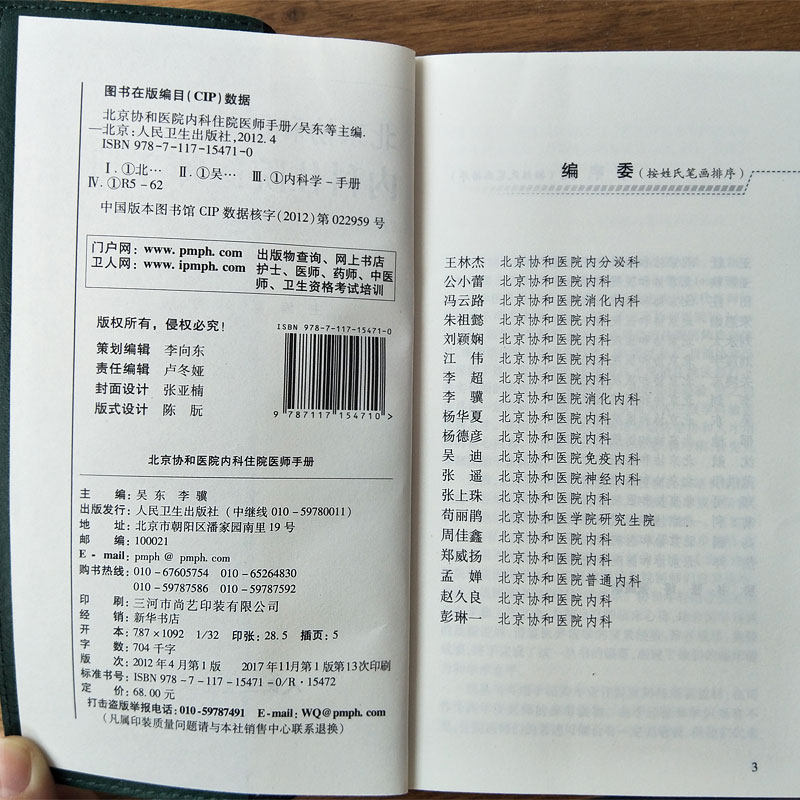 图书在版编目(CIP)数据
北京协和医院内科住院医师手册/吴东等主编.
—北京:人民卫生出版社,2012.4
ISBN 978-7-117-15471-0
Ⅰ.①北… Ⅱ.①吴… Ⅲ.①内科学-手册
Ⅳ.①R5-62
中国版本图书馆 CIP 数据核字(2012)第 022959 号
门户网:www. pmph. com 出版物查询、网上书店
卫人网:www. ipmph. com 护士、医师、药师、中医
师、卫生资格考试培训
版权所有,侵权必究!
策划编辑 李向东
责任编辑 卢冬娅
封面设计 张亚楠
版式设计 陈 朊
ISBN 978-7-117-15471-0
9 787117 154710 >
北京协和医院内科住院医师手册
主 编:吴 东 李 骥
出版发行:人民卫生出版社(中继线 010-59780011)
地 址:北京市朝阳区潘家园南里 19 号
邮 编:100021
E - mail:pmph @ pmph. com
购书热线:010-67605754 010-65264830
010-59787586 010-59787592
印 刷:三河市尚艺印装有限公司
经 销:新华书店
开 本:787×1092 1/32 印张:28.5 插页:5
字 数:704 千字
版 次:2012 年 4 月第 1 版 2017 年 11 月第 1 版第 13 次印刷
标准书号:ISBN 978-7-117-15471-0/R·15472
定 价:68.00 元
打击盗版举报电话:010-59787491 E-mail:WQ@pmph.com
(凡属印装质量问题请与本社销售中心联系退换)
编 委(按姓氏笔画排序)
王林杰 北京协和医院内分泌科
公小蕾 北京协和医院内科
冯云路 北京协和医院消化内科
朱祖懿 北京协和医院内科
刘颖娴 北京协和医院内科
江 伟 北京协和医院内科
李 超 北京协和医院内科
李 骥 北京协和医院消化内科
杨华夏 北京协和医院内科
杨德彦 北京协和医院内科
吴 迪 北京协和医院免疫内科
张 遥 北京协和医院神经内科
张上珠 北京协和医院内科
苟丽鹃 北京协和医学院研究生院
周佳鑫 北京协和医院内科
郑威扬 北京协和医院内科
孟 婵 北京协和医院普通内科
赵久良 北京协和医院内科
彭琳一 北京协和医院内科
3